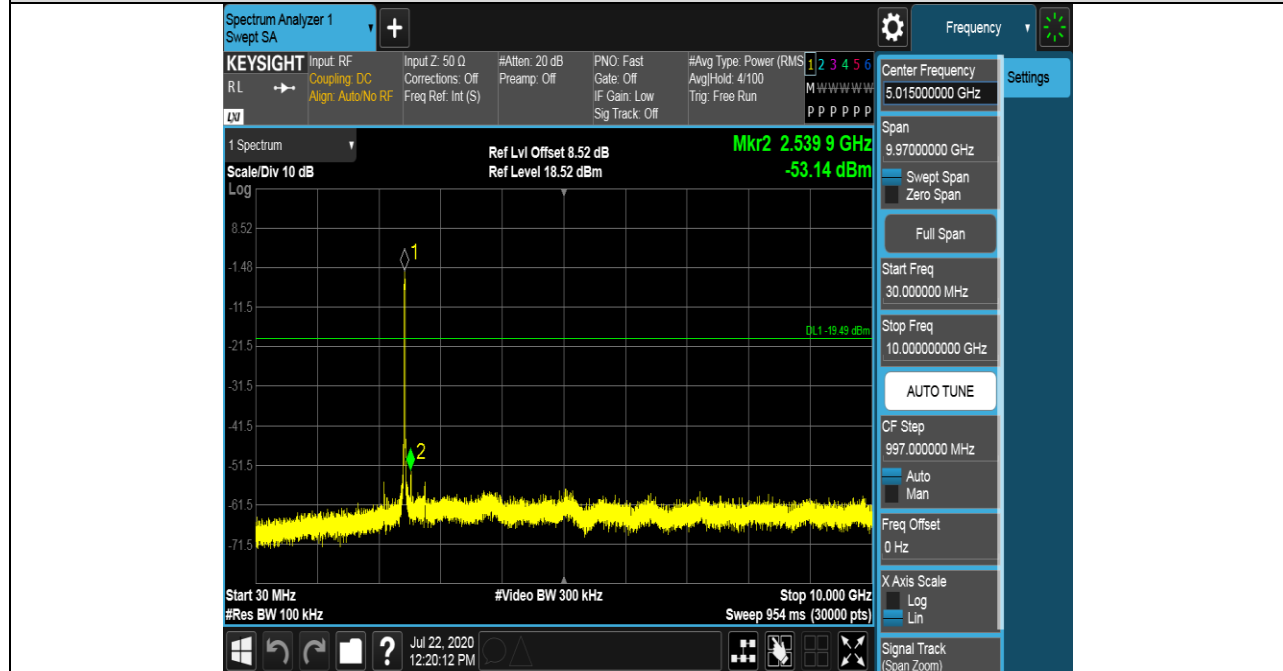 Spectrum Analyzer 1
Swept SA
+
Frequency
KEYSIGHT
RL
LXI
Input: RF
Coupling: DC
Align: Auto/No RF
Input Z: 50 Ω
Corrections: Off
Freq Ref: Int (S)
#Atten: 20 dB
Preamp: Off
PNO: Fast
Gate: Off
IF Gain: Low
Sig Track: Off
#Avg Type: Power (RMS
Avg|Hold: 4/100
Trig: Free Run
1 2 3 4 5 6
M W W W W W
P P P P P P
1 Spectrum
Scale/Div 10 dB
Log
Ref Lvl Offset 8.52 dB
Ref Level 18.52 dBm
Mkr2 2.539 9 GHz
-53.14 dBm
8.52
-1.48
-11.5
-21.5
-31.5
-41.5
-51.5
-61.5
-71.5
1
DL1 -19.49 dBm
2
Start 30 MHz
#Res BW 100 kHz
#Video BW 300 kHz
Stop 10.000 GHz
Sweep 954 ms (30000 pts)
?
Jul 22, 2020
12:20:12 PM
Center Frequency
5.015000000 GHz
Settings
Span
9.97000000 GHz
Swept Span
Zero Span
Full Span
Start Freq
30.000000 MHz
Stop Freq
10.000000000 GHz
AUTO TUNE
CF Step
997.000000 MHz
Auto
Man
Freq Offset
0 Hz
X Axis Scale
Log
Lin
Signal Track
(Span Zoom)